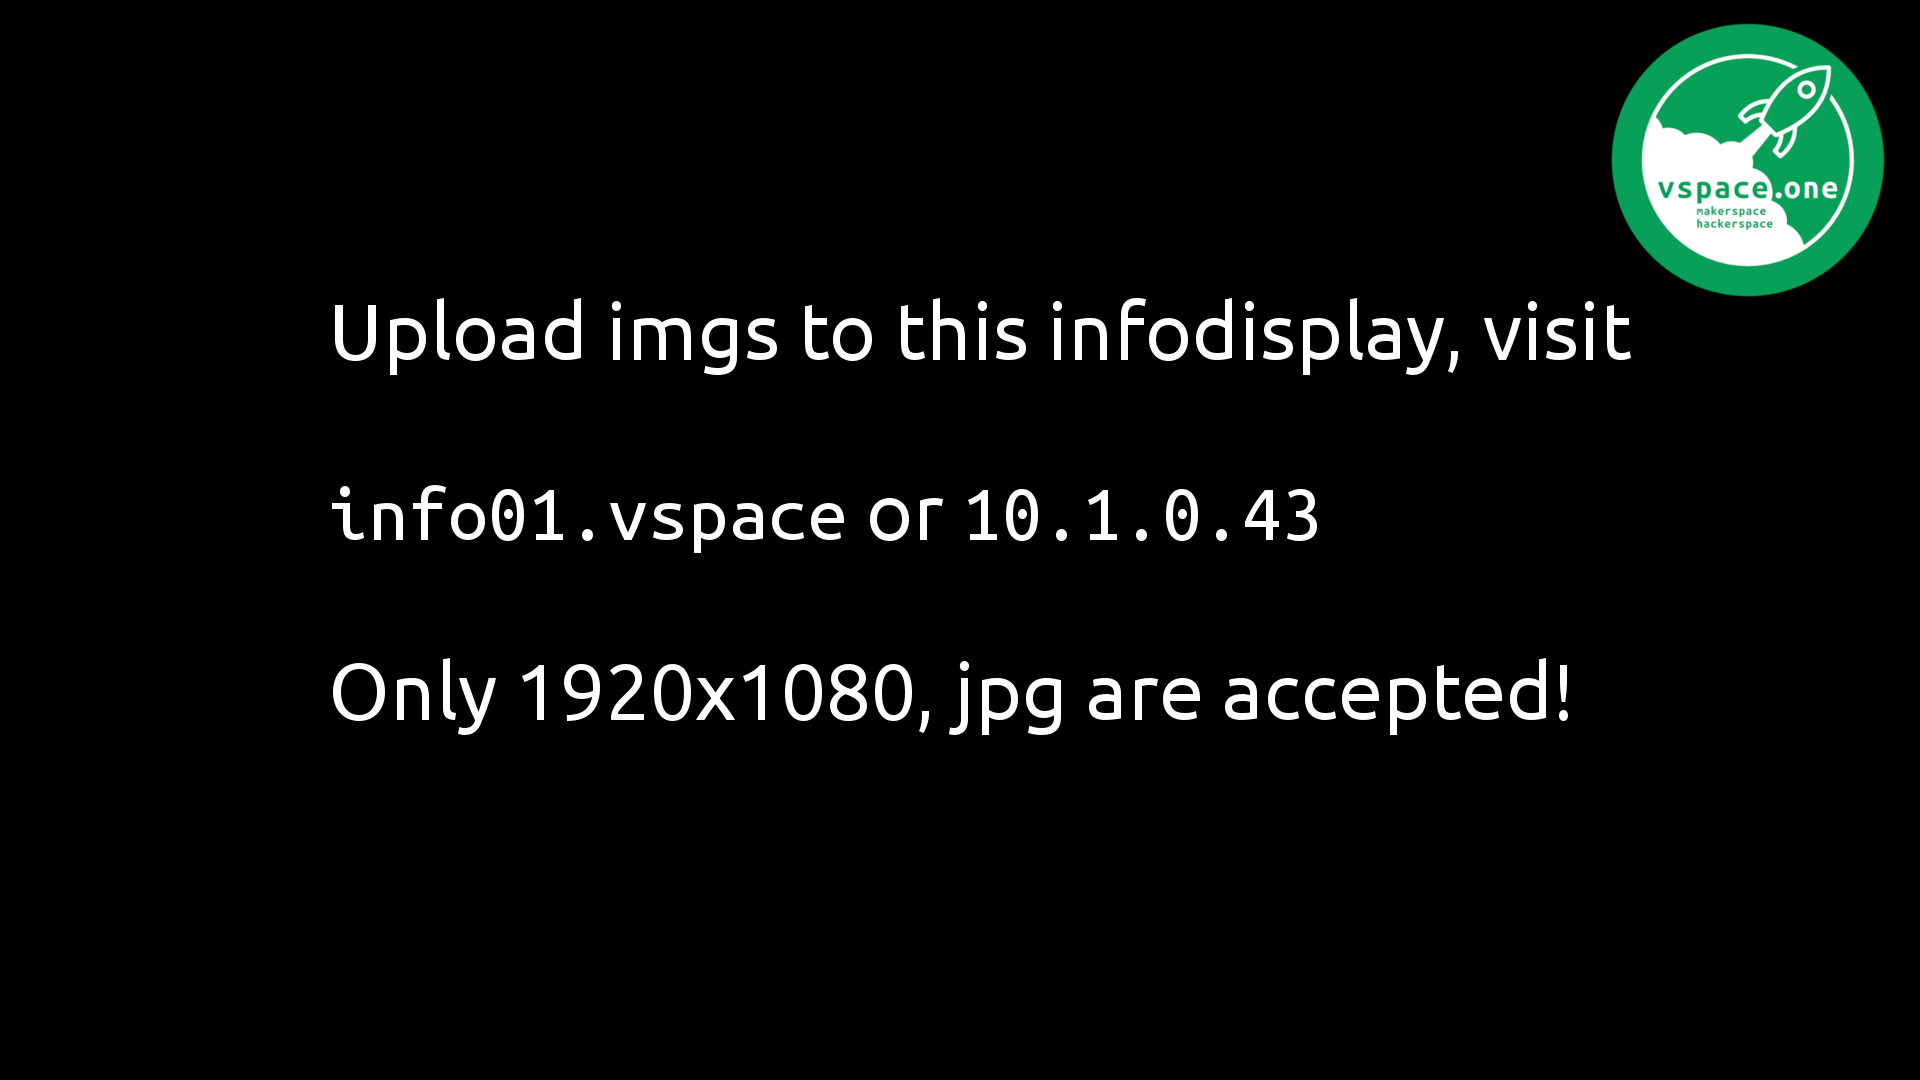 vspace.one
makerspace
hackerspace
Upload imgs to this infodisplay, visit
info01.vspace or 10.1.0.43
Only 1920x1080, jpg are accepted!